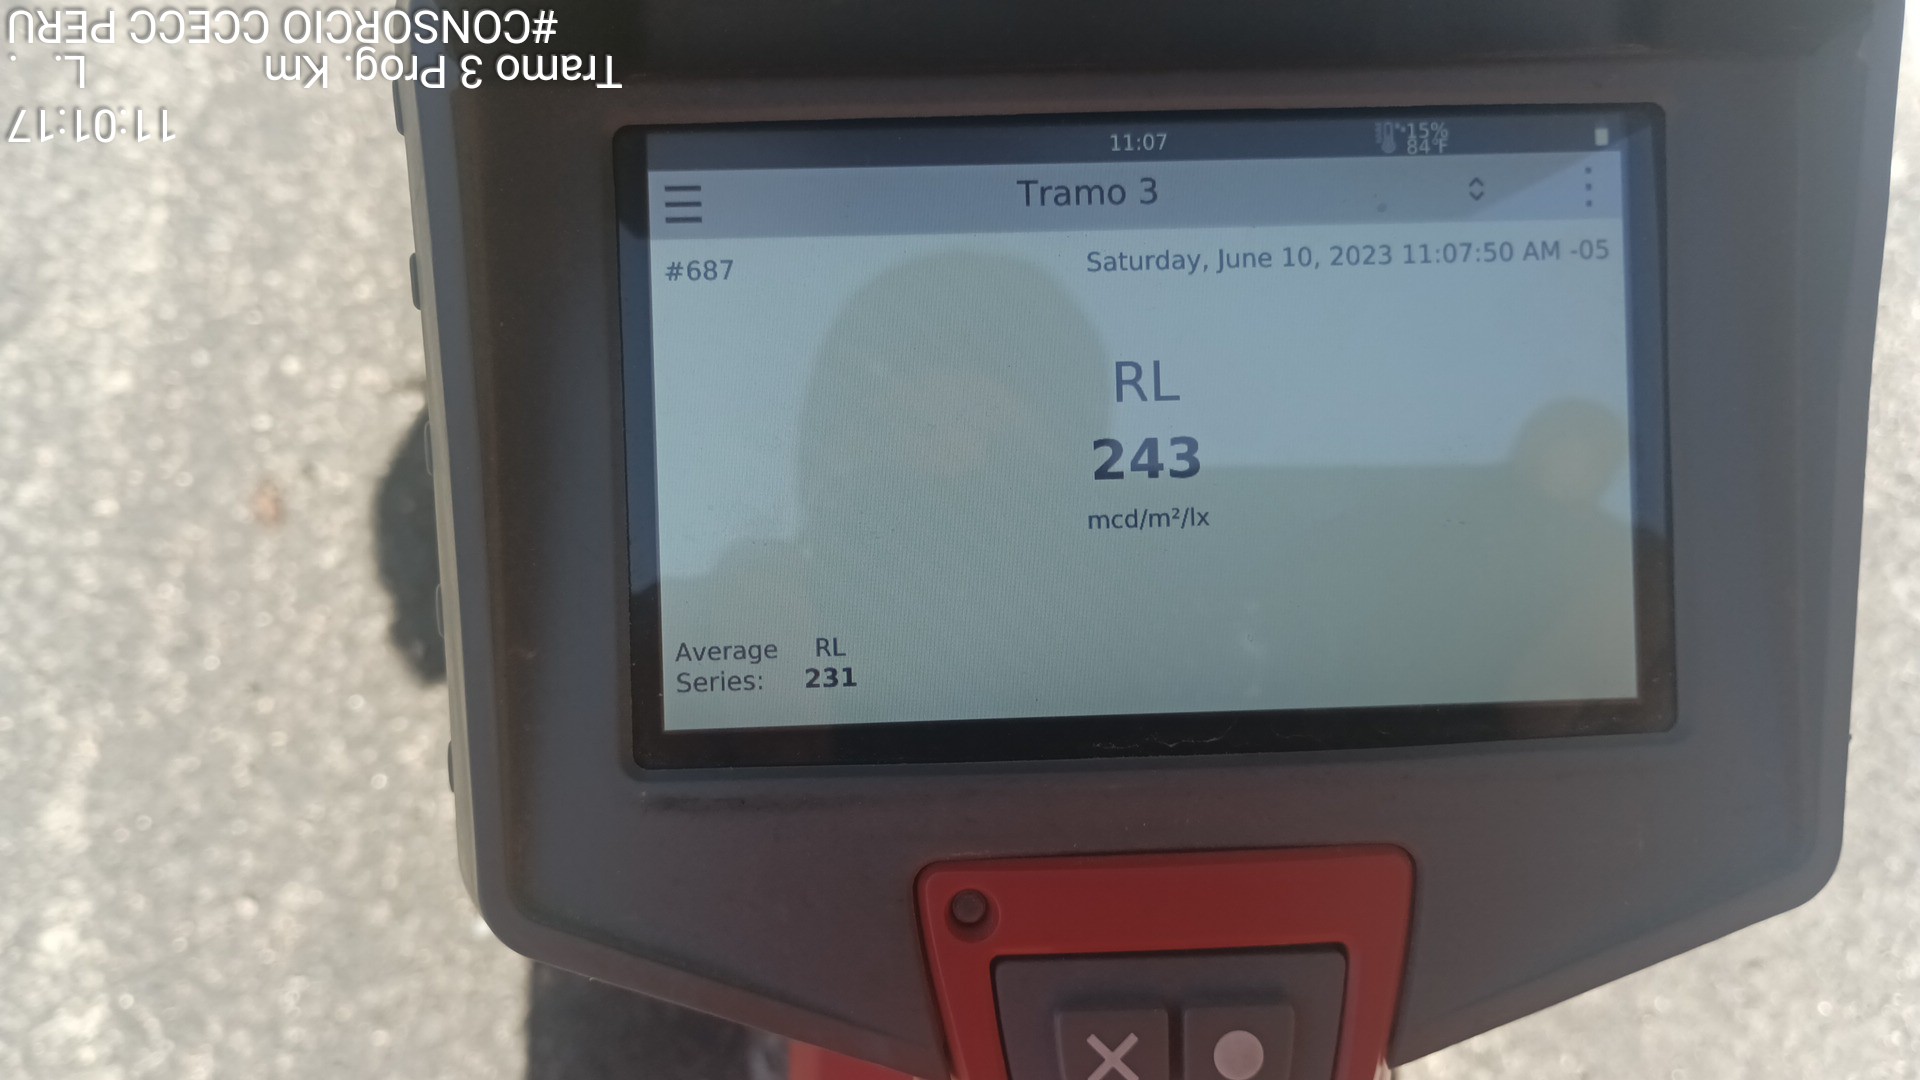 11:07
15%
84°F
Tramo 3
#687 Saturday, June 10, 2023 11:07:50 AM -05
RL
243
mcd/m²/lx
Average RL
Series: 231
11:01:17
Tramo 3 Prog. Km L. .
#CONSORCIO CCECC PERU